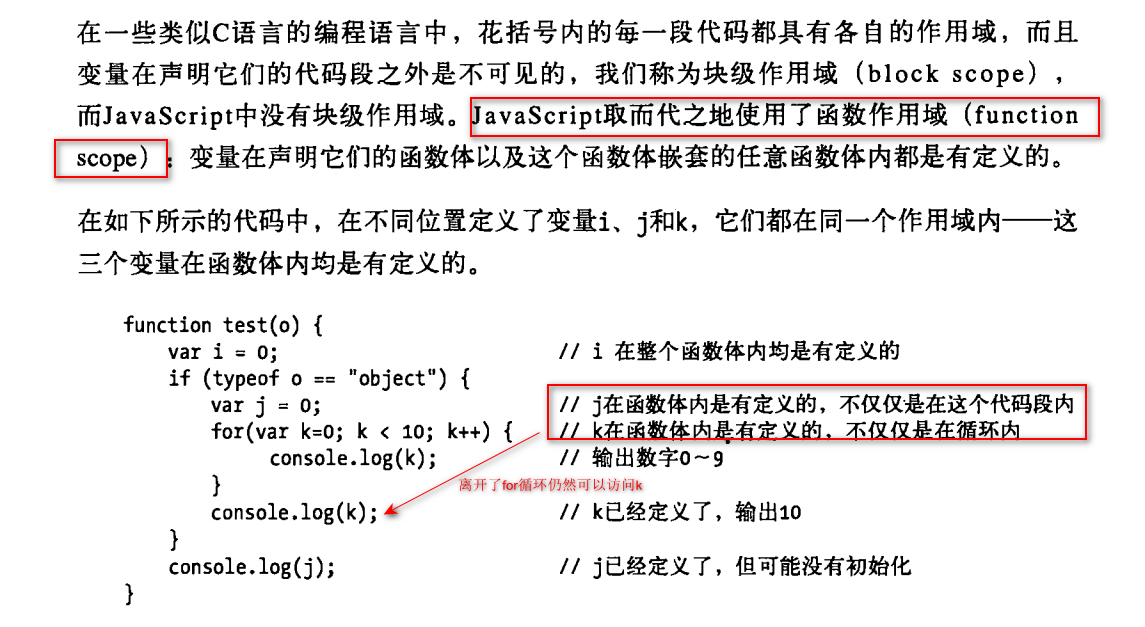 在一些类似C语言的编程语言中，花括号内的每一段代码都具有各自的作用域，而且
变量在声明它们的代码段之外是不可见的，我们称为块级作用域（block scope），
而JavaScript中没有块级作用域。JavaScript取而代之地使用了函数作用域（function
scope）：变量在声明它们的函数体以及这个函数体嵌套的任意函数体内都是有定义的。
在如下所示的代码中，在不同位置定义了变量i、j和k，它们都在同一个作用域内——这
三个变量在函数体内均是有定义的。
function test(o) {
var i = 0; // i 在整个函数体内均是有定义的
if (typeof o == "object") {
var j = 0; // j在函数体内是有定义的，不仅仅是在这个代码段内
for(var k=0; k < 10; k++) { // k在函数体内是有定义的，不仅仅是在循环内
console.log(k); // 输出数字0～9
}
离开了for循环仍然可以访问k
console.log(k); // k已经定义了，输出10
}
console.log(j); // j已经定义了，但可能没有初始化
}